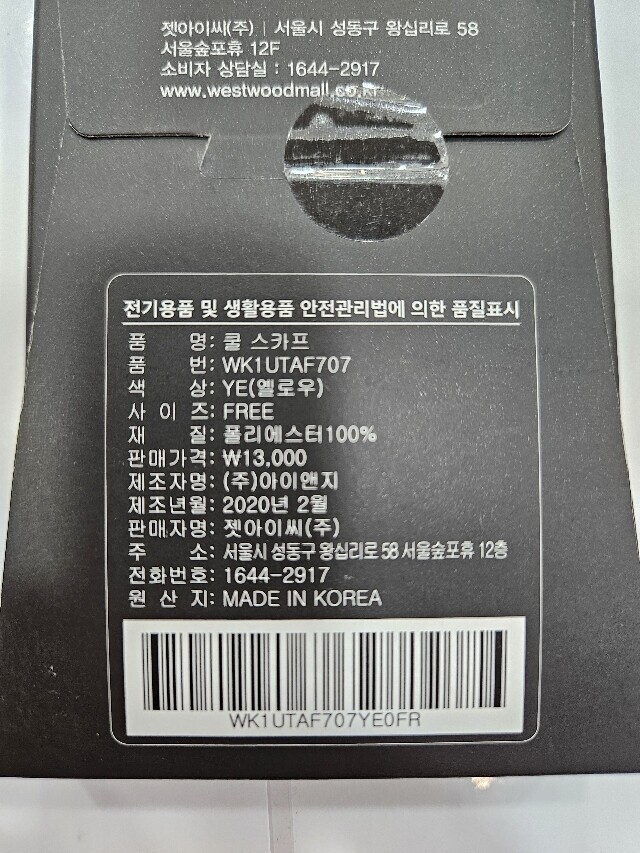 젯아이씨(주) | 서울시 성동구 왕십리로 58
서울숲포휴 12F
소비자 상담실 : 1644-2917
www.westwoodmall.co.kr
전기용품 및 생활용품 안전관리법에 의한 품질표시
품 명: 쿨 스카프
품 번: WK1UTAF707
색 상: YE(옐로우)
사 이 즈: FREE
재 질: 폴리에스터100%
판매가격: ₩13,000
제조자명: (주)아이앤지
제조년월: 2020년 2월
판매자명: 젯아이씨(주)
주 소: 서울시 성동구 왕십리로 58 서울숲포휴 12층
전화번호: 1644-2917
원 산 지: MADE IN KOREA
WK1UTAF707YE0FR